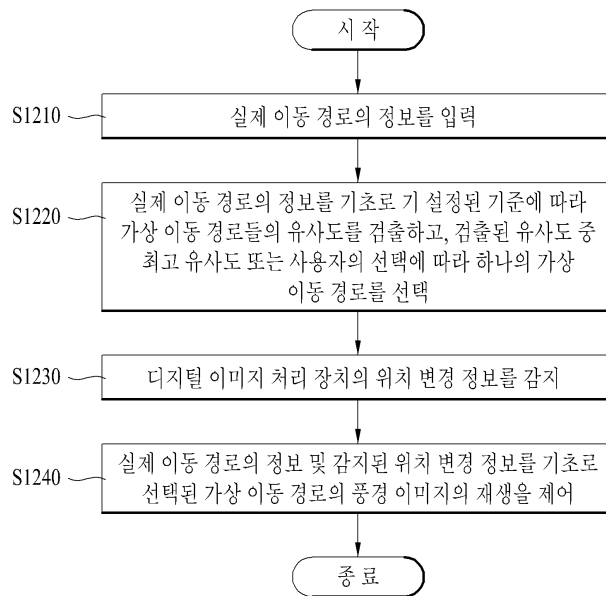 시 작
S1210
실제 이동 경로의 정보를 입력
S1220
실제 이동 경로의 정보를 기초로 기 설정된 기준에 따라
가상 이동 경로들의 유사도를 검출하고, 검출된 유사도 중
최고 유사도 또는 사용자의 선택에 따라 하나의 가상
이동 경로를 선택
S1230
디지털 이미지 처리 장치의 위치 변경 정보를 감지
S1240
실제 이동 경로의 정보 및 감지된 위치 변경 정보를 기초로
선택된 가상 이동 경로의 풍경 이미지의 재생을 제어
종 료